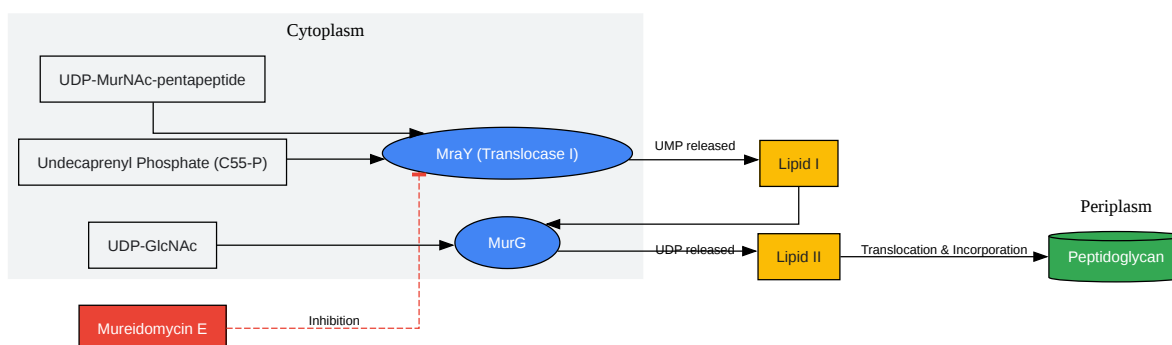 Cytoplasm
UDP-MurNAc-pentapeptide
Undecaprenyl Phosphate (C55-P)
MraY (Translocase I)
UMP released
Lipid I
Periplasm
UDP-GlcNAc
MurG
UDP released
Lipid II
Translocation & Incorporation
Peptidoglycan
Mureidomycin E
Inhibition